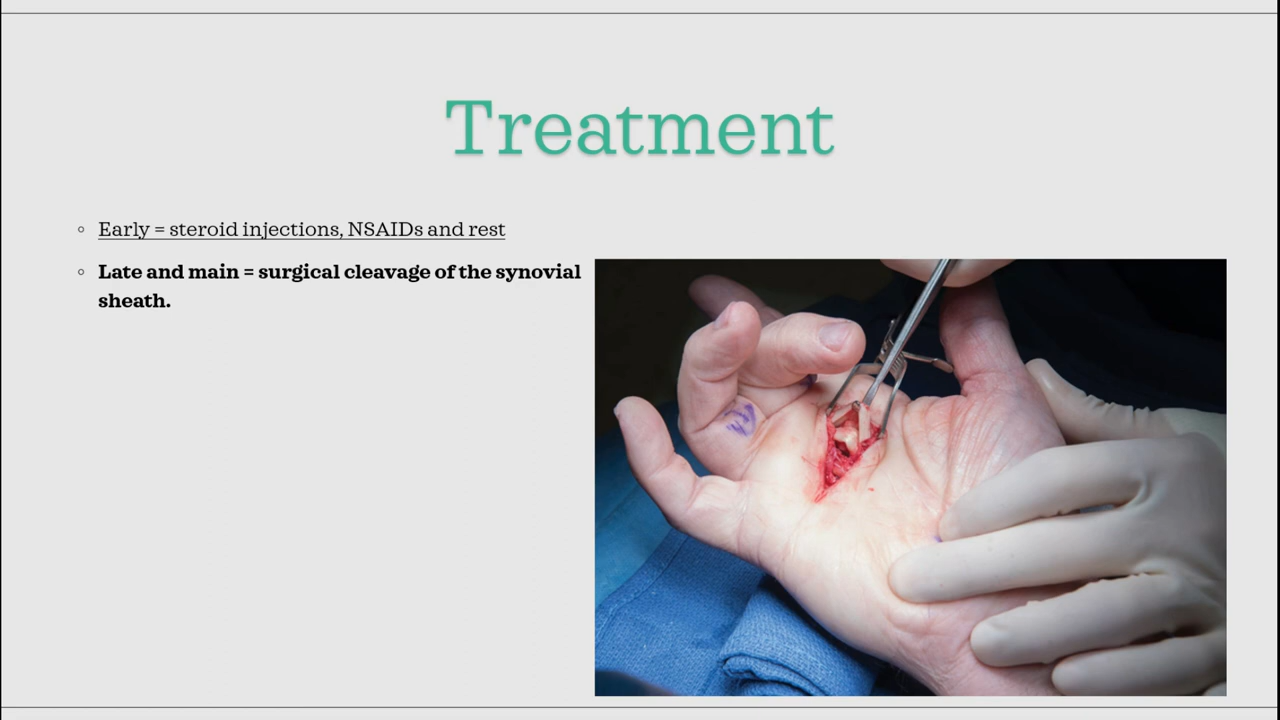 Treatment
Early = steroid injections, NSAIDs and rest
Late and main = surgical cleavage of the synovial
sheath.